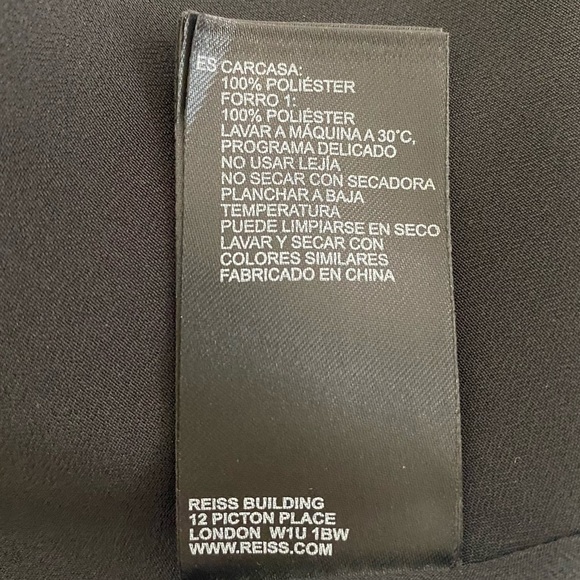 ES CARCASA:
100% POLIÉSTER
FORRO 1:
100% POLIÉSTER
LAVAR A MÁQUINA A 30°C,
PROGRAMA DELICADO
NO USAR LEJÍA
NO SECAR CON SECADORA
PLANCHAR A BAJA
TEMPERATURA
PUEDE LIMPIARSE EN SECO
LAVAR Y SECAR CON
COLORES SIMILARES
FABRICADO EN CHINA
REISS BUILDING
12 PICTON PLACE
LONDON W1U 1BW
WWW.REISS.COM